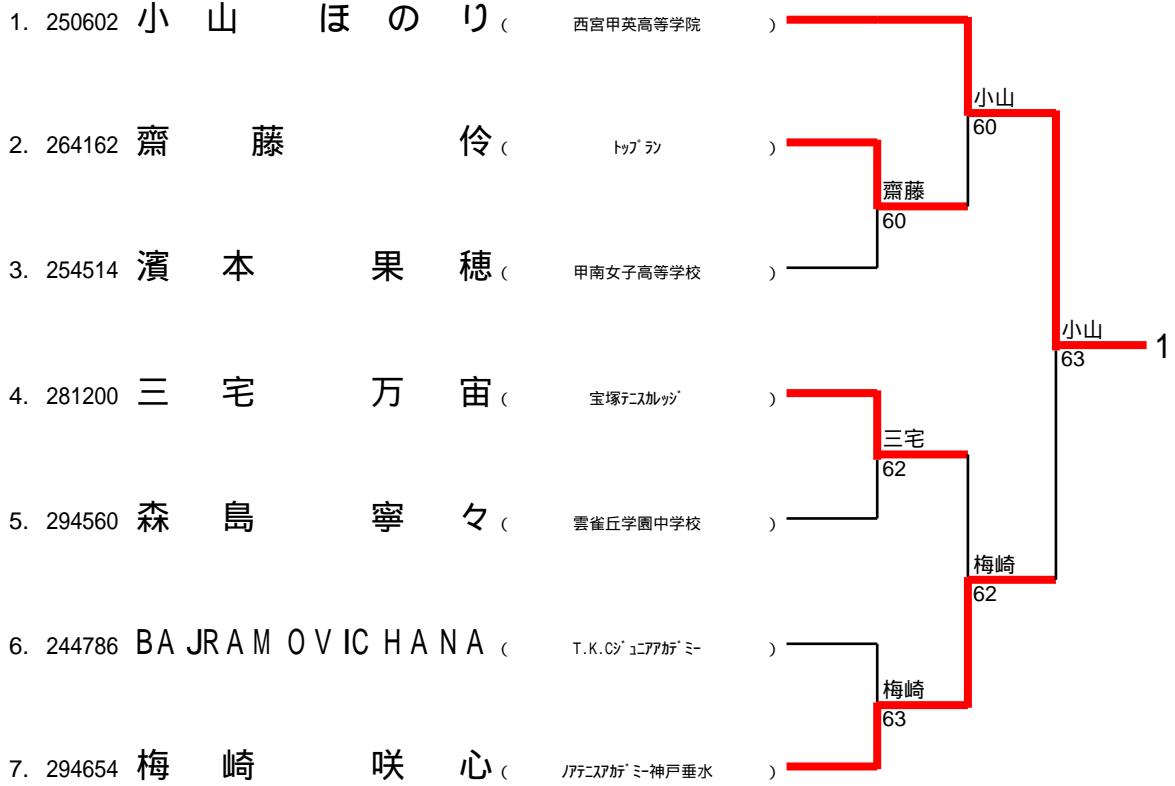 1. 250602 小山 ほのり ( 西宮甲英高等学院 )
小山
60
2. 264162 齋藤 伶 ( ﾄｯﾌﾟﾗﾝ )
齋藤
60
3. 254514 濱本 果穂 ( 甲南女子高等学校 )
小山 1
63
4. 281200 三宅 万宙 ( 宝塚ﾃﾆｽｶﾚｯｼﾞ )
三宅
62
5. 294560 森島 寧々 ( 雲雀丘学園中学校 )
梅崎
62
6. 244786 BAJRAMOVIC HANA ( T.K.Cｼﾞｭﾆｱｱｶﾃﾞﾐｰ )
梅崎
63
7. 294654 梅崎 咲心 ( ﾉｱﾃﾆｽｱｶﾃﾞﾐｰ神戸垂水 )